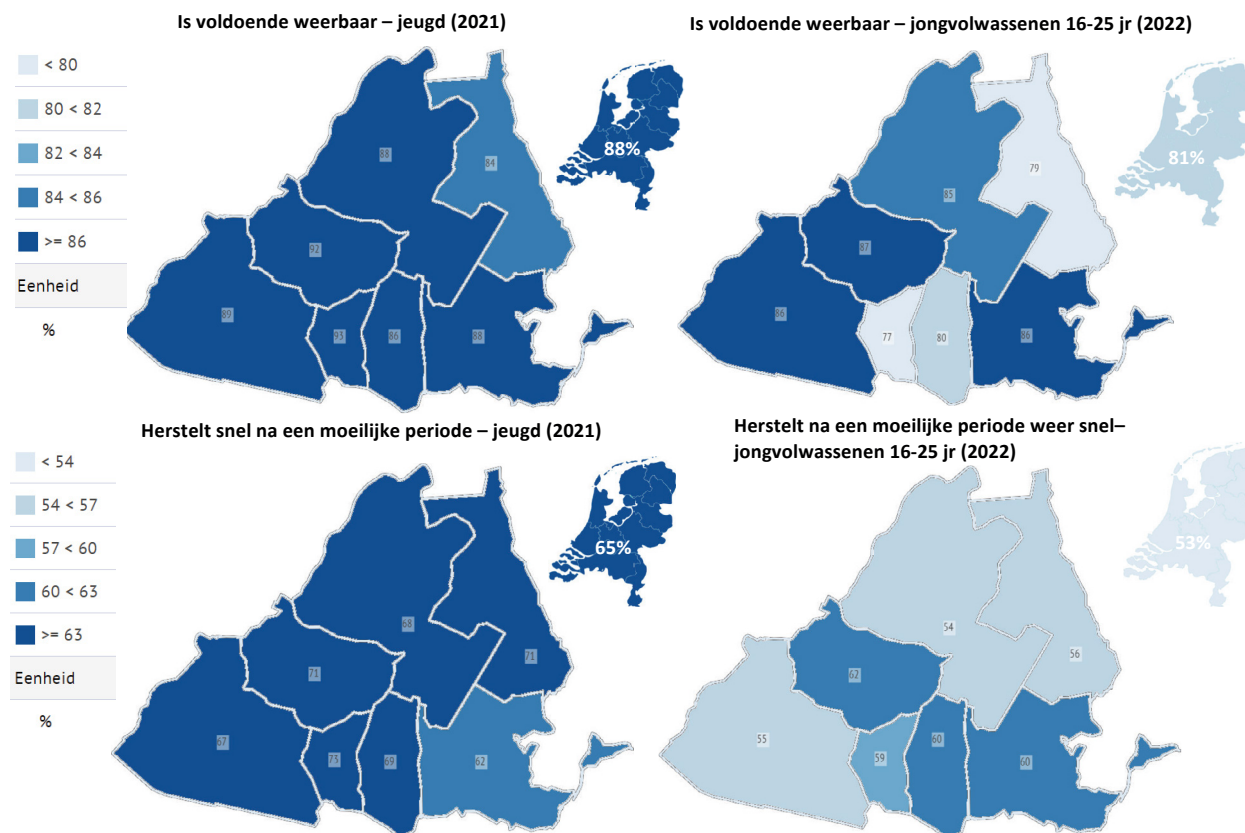 Is voldoende weerbaar – jeugd (2021)
< 80
80 < 82
82 < 84
84 < 86
>= 86
Eenheid
%
88
84
92
89
93
86
88
88%
Is voldoende weerbaar – jongvolwassenen 16-25 jr (2022)
79
85
87
86
77
80
86
81%
Herstelt snel na een moeilijke periode – jeugd (2021)
< 54
54 < 57
57 < 60
60 < 63
>= 63
Eenheid
%
68
71
71
67
73
69
62
65%
Herstelt na een moeilijke periode weer snel–
jongvolwassenen 16-25 jr (2022)
54
56
62
55
59
60
60
53%